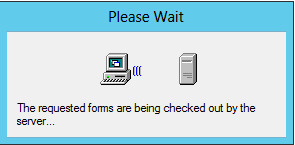 Please Wait
The requested forms are being checked out by the
server...